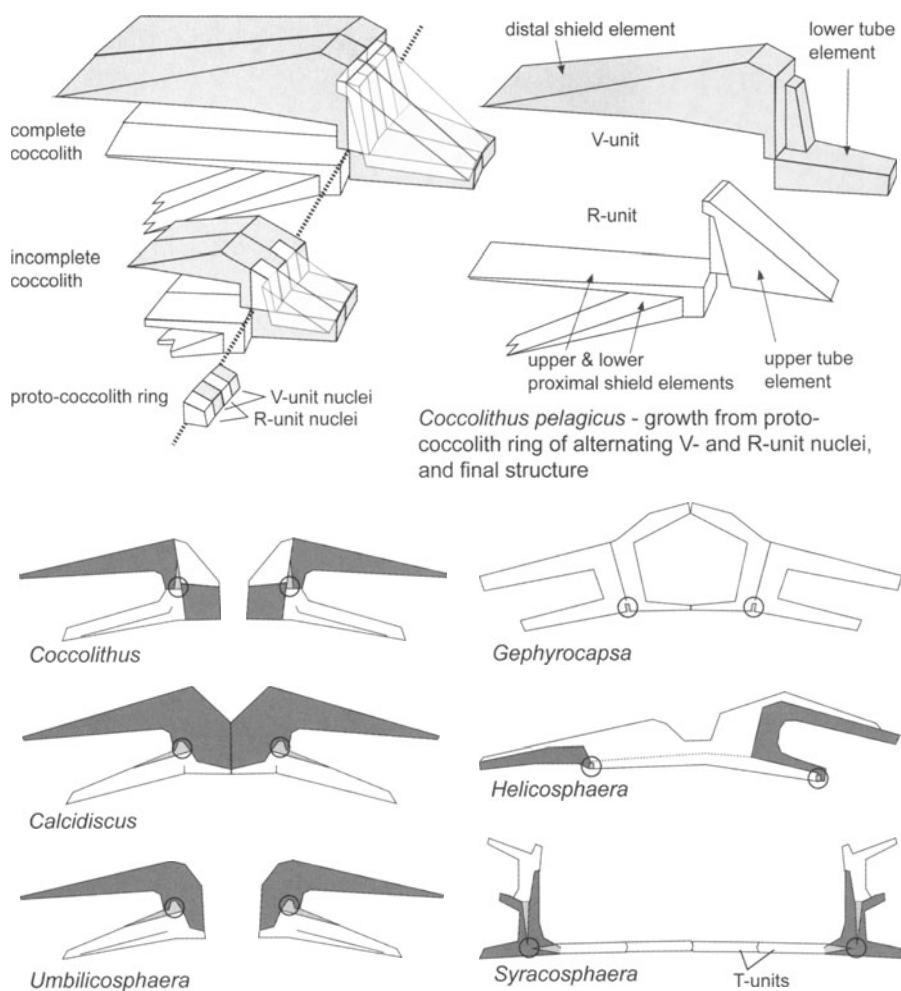 distal shield element
lower tube
element
V-unit
complete
coccolith
R-unit
incomplete
coccolith
upper & lower
proximal shield elements
upper tube
element
proto-coccolith ring
V-unit nuclei
R-unit nuclei
Coccolithus pelagicus - growth from proto-
coccolith ring of alternating V- and R-unit nuclei,
and final structure
Coccolithus
Gephyrocapsa
Calcidiscus
Helicosphaera
Umbilicosphaera
Syracosphaera
T-units